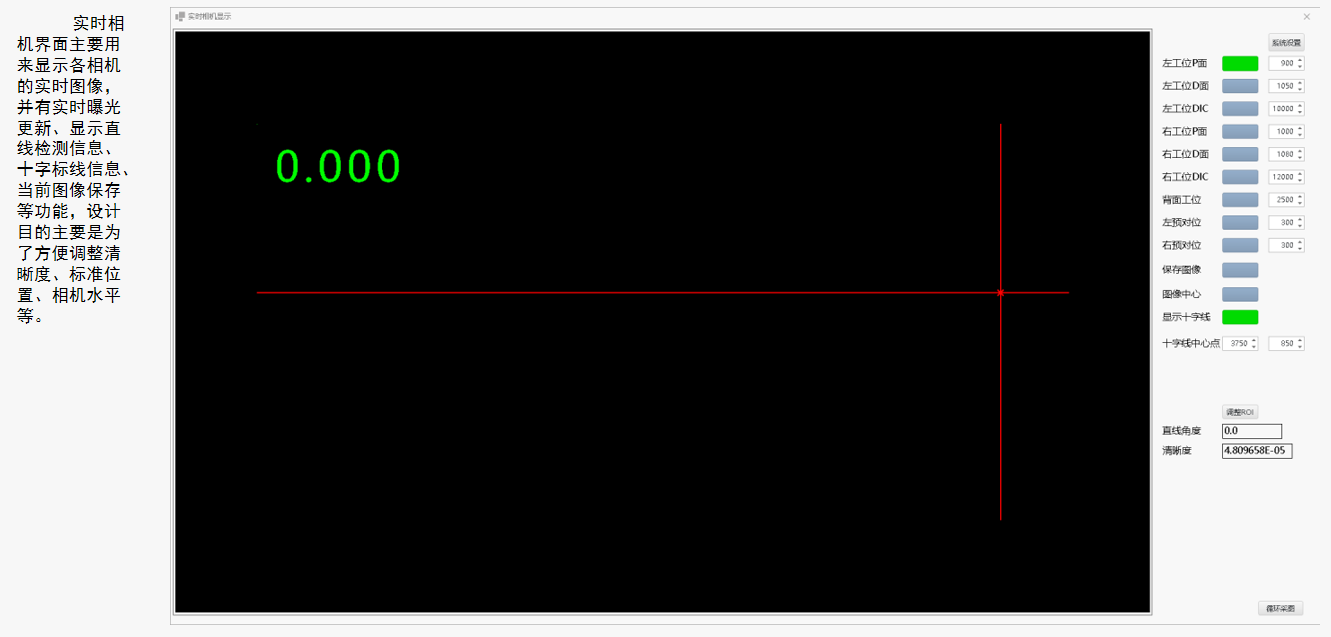 实时相
机界面主要用
来显示各相机
的实时图像，
并有实时曝光
更新、显示直
线检测信息、
十字标线信息、
当前图像保存
等功能，设计
目的主要是为
了方便调整清
晰度、标准位
置、相机水平
等。
实时相机显示
0.000
系统设置
左工位P面 900
左工位D面 1050
左工位DIC 10000
右工位P面 1000
右工位D面 1080
右工位DIC 12000
背面工位 2500
左预对位 300
右预对位 300
保存图像
图像中心
显示十字线
十字线中心点 3750 850
调整ROI
直线角度 0.0
清晰度 4.809658E-05
循环采图